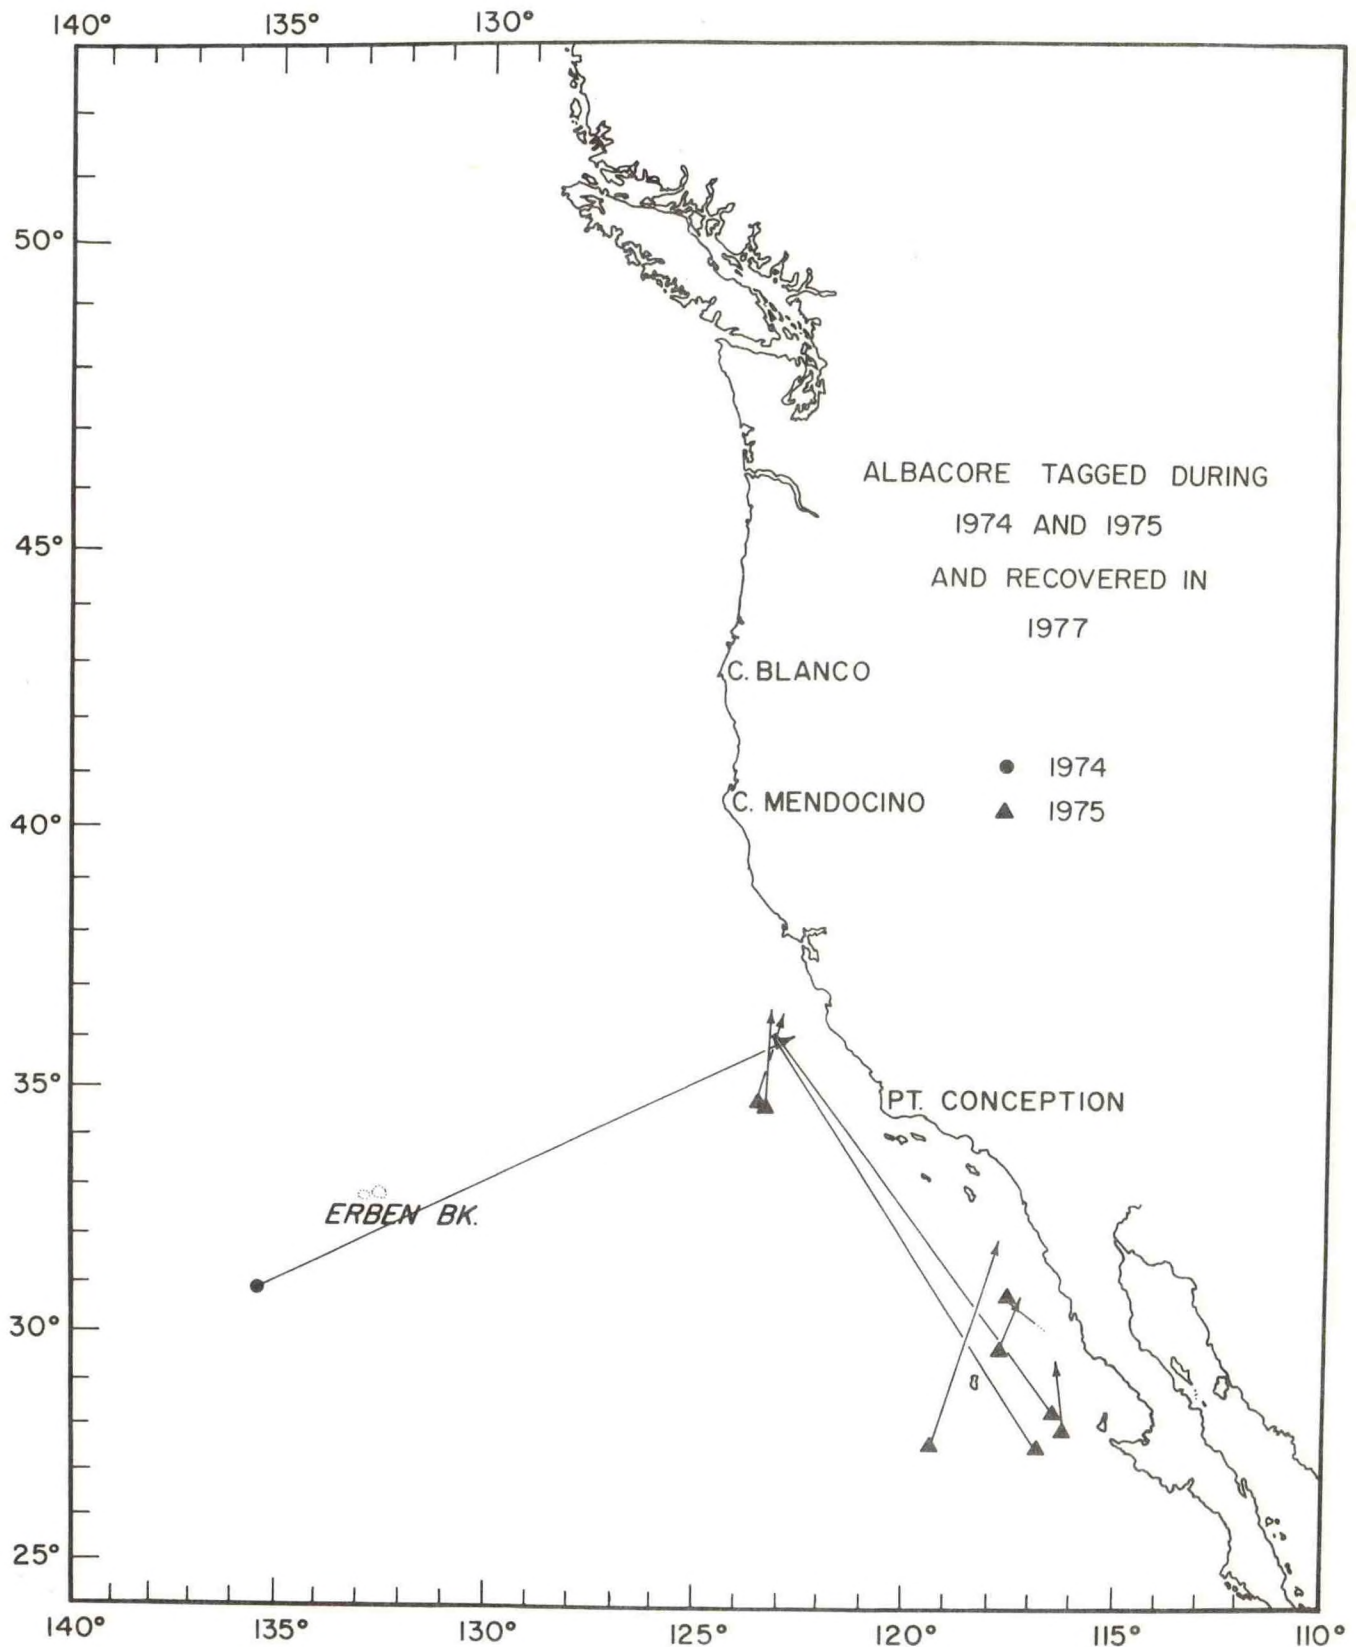 140° 135° 130°
50°
ALBACORE TAGGED DURING
1974 AND 1975
45°
AND RECOVERED IN
1977
C. BLANCO
1974
C. MENDOCINO
1975
40°
35°
PT. CONCEPTION
ERBEN BK.
30°
25°
140° 135° 130° 125° 120° 115° 110°